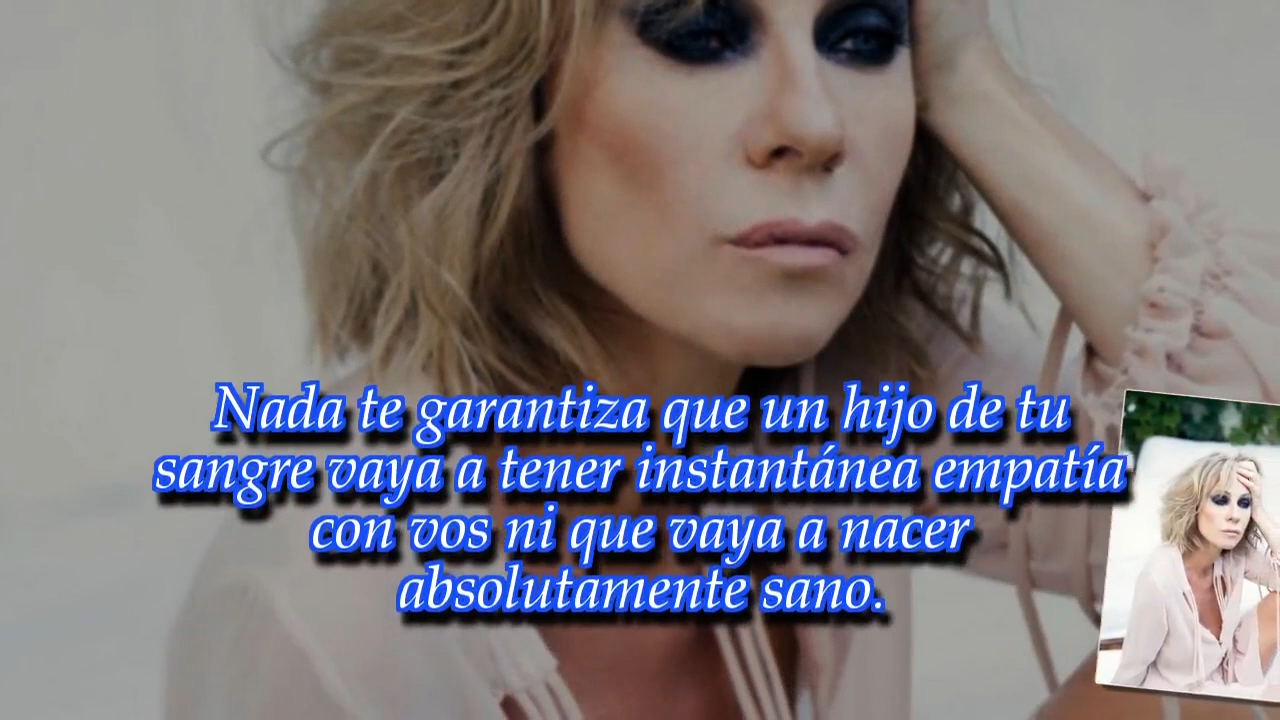 Nada te garantiza que un hijo de tu
sangre vaya a tener instantánea empatía
con vos ni que vaya a nacer
absolutamente sano.